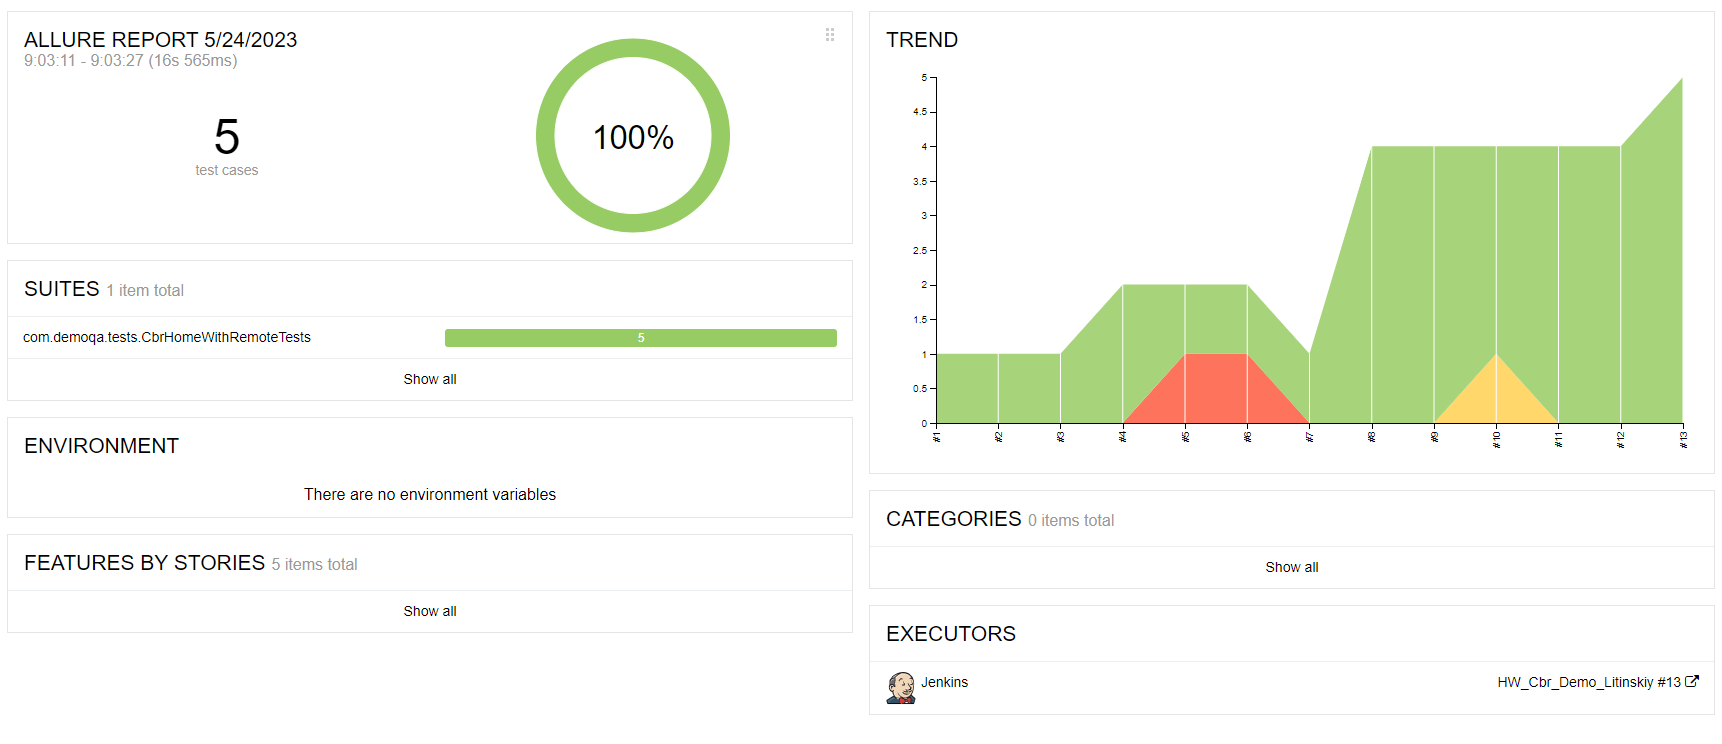 ALLURE REPORT 5/24/2023
9:03:11 - 9:03:27 (16s 565ms)
5
test cases
100%
SUITES 1 item total
com.demoqa.tests.CbrHomeWithRemoteTests 5
Show all
ENVIRONMENT
There are no environment variables
FEATURES BY STORIES 5 items total
Show all
TREND
5
4.5
4
3.5
3
2.5
2
1.5
1
0.5
0
#1 #2 #3 #4 #5 #6 #7 #8 #9 #10 #11 #12 #13
CATEGORIES 0 items total
Show all
EXECUTORS
Jenkins HW_Cbr_Demo_Litinskiy #13